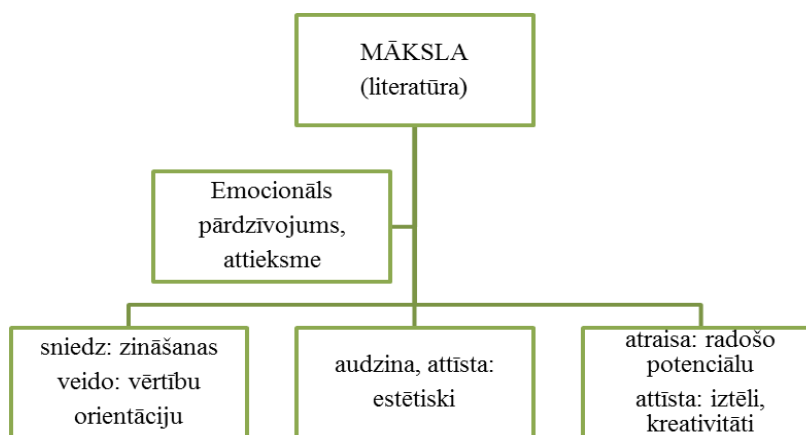 MĀKSLA
(literatūra)
Emocionāls
pārdzīvojums,
attieksme
sniedz: zināšanas
veido: vērtību
orientāciju
audzina, attīsta:
estētiski
atraisa: radošo
potenciālu
attīsta: iztēli,
kreativitāti